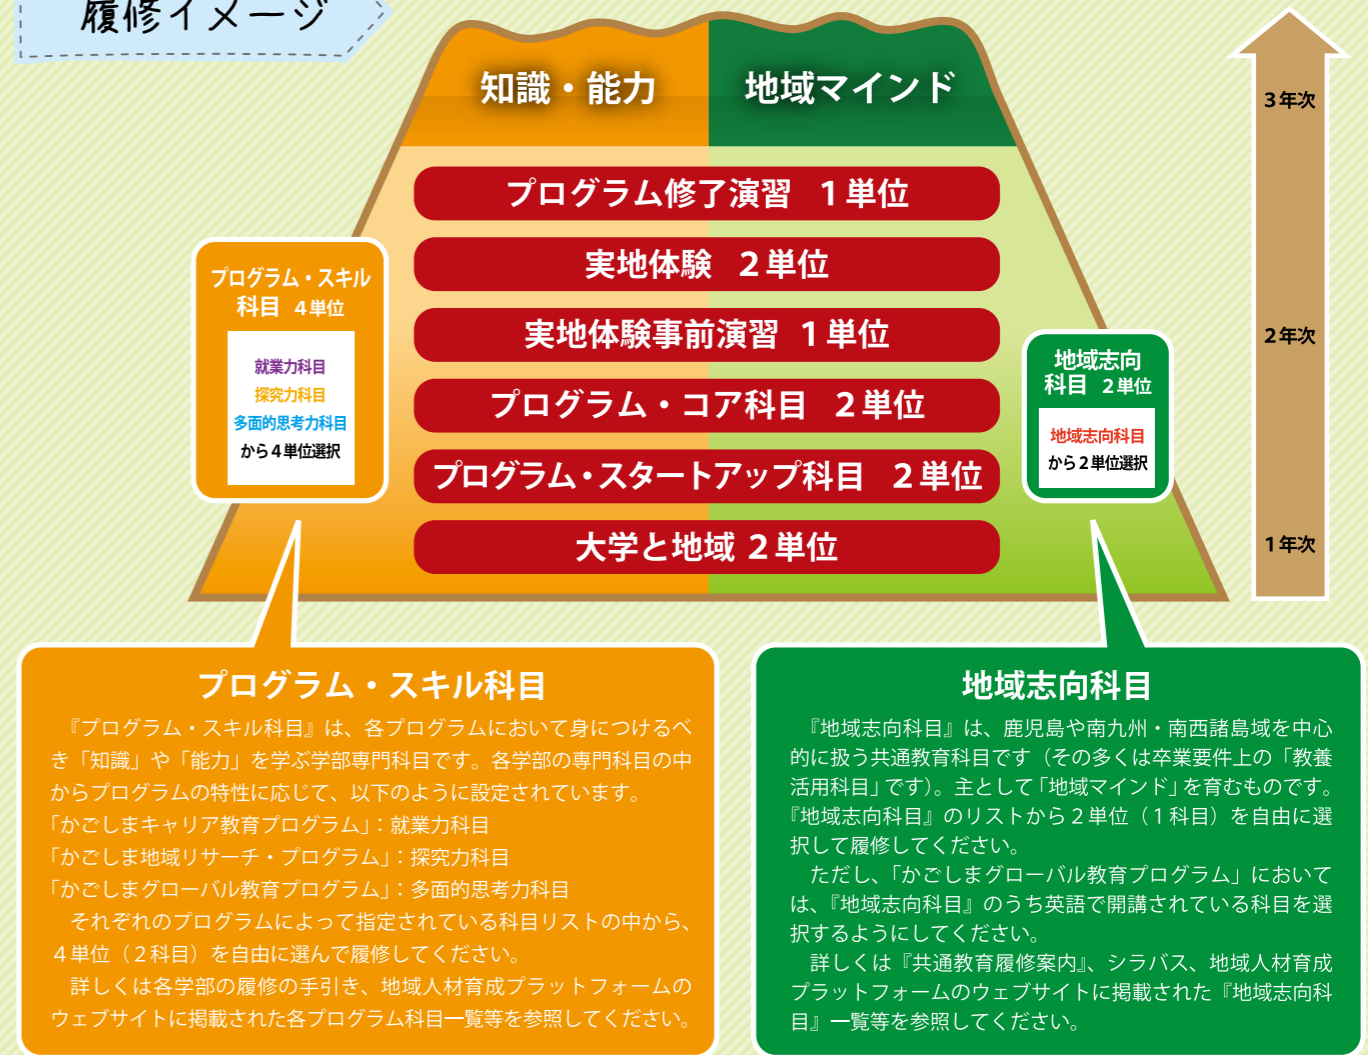 履修イメージ
知識・能力
地域マインド
3年次
プログラム修了演習 1単位
実地体験 2単位
プログラム・スキル
科目 4単位
就業力科目
探究力科目
多面的思考力科目
から4単位選択
実地体験事前演習 1単位
2年次
地域志向
科目 2単位
地域志向科目
から2単位選択
プログラム・コア科目 2単位
プログラム・スタートアップ科目 2単位
大学と地域 2単位
1年次
プログラム・スキル科目
『プログラム・スキル科目』は、各プログラムにおいて身につけるべ
き「知識」や「能力」を学ぶ学部専門科目です。各学部の専門科目の中
からプログラムの特性に応じて、以下のように設定されています。
「かごしまキャリア教育プログラム」：就業力科目
「かごしま地域リサーチ・プログラム」：探究力科目
「かごしまグローバル教育プログラム」：多面的思考力科目
それぞれのプログラムによって指定されている科目リストの中から、
4単位（2科目）を自由に選んで履修してください。
詳しくは各学部の履修の手引き、地域人材育成プラットフォームの
ウェブサイトに掲載された各プログラム科目一覧等を参照してください。
地域志向科目
『地域志向科目』は、鹿児島や南九州・南西諸島域を中心
的に扱う共通教育科目です（その多くは卒業要件上の「教養
活用科目」です）。主として「地域マインド」を育むものです。
『地域志向科目』のリストから2単位（1科目）を自由に選
択して履修してください。
ただし、「かごしまグローバル教育プログラム」において
は、『地域志向科目』のうち英語で開講されている科目を選
択するようにしてください。
詳しくは『共通教育履修案内』、シラバス、地域人材育成
プラットフォームのウェブサイトに掲載された『地域志向科
目』一覧等を参照してください。